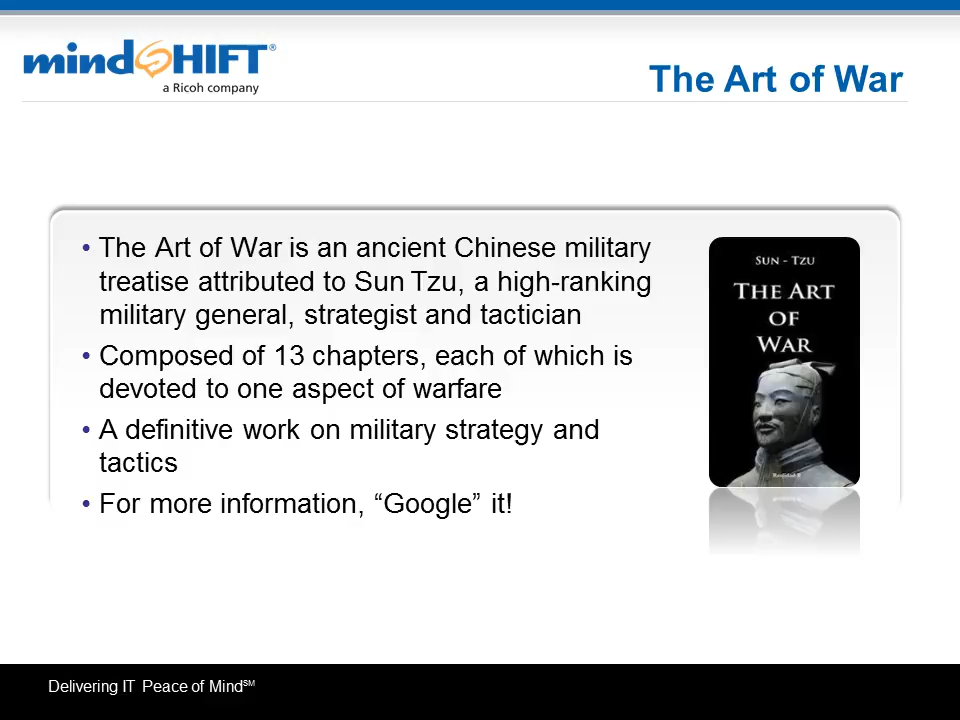 mindSHIFT®
a Ricoh company
The Art of War
• The Art of War is an ancient Chinese military
treatise attributed to Sun Tzu, a high-ranking
military general, strategist and tactician
• Composed of 13 chapters, each of which is
devoted to one aspect of warfare
• A definitive work on military strategy and
tactics
• For more information, “Google” it!
Sun - Tzu
The Art
of
War
Delivering IT Peace of Mind℠